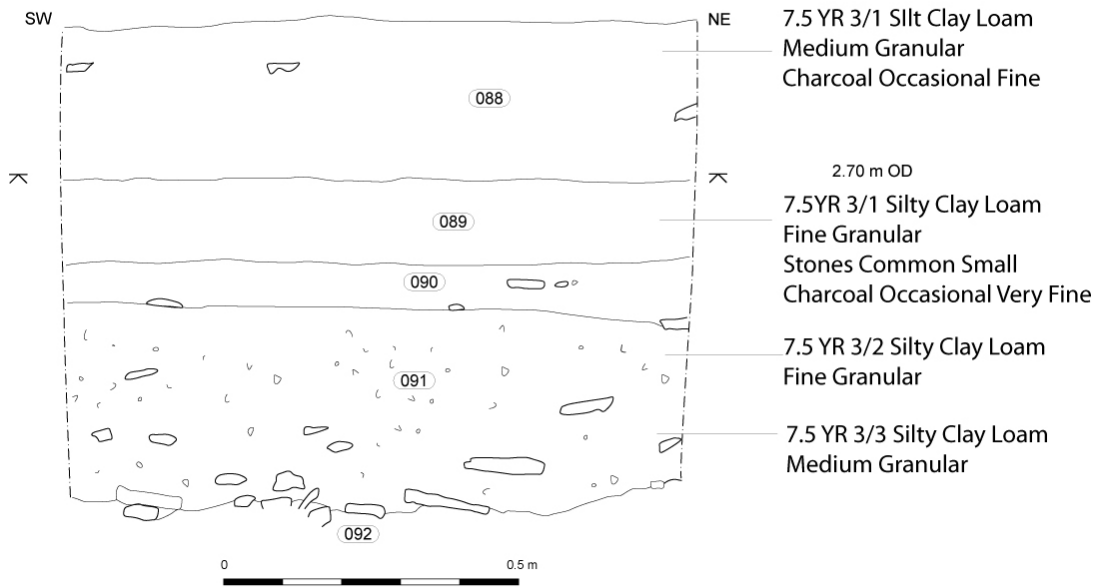 SW
NE
7.5 YR 3/1 SIlt Clay Loam
Medium Granular
Charcoal Occasional Fine
088
2.70 m OD
7.5YR 3/1 Silty Clay Loam
Fine Granular
Stones Common Small
Charcoal Occasional Very Fine
089
090
7.5 YR 3/2 Silty Clay Loam
Fine Granular
091
7.5 YR 3/3 Silty Clay Loam
Medium Granular
092
0
0.5 m